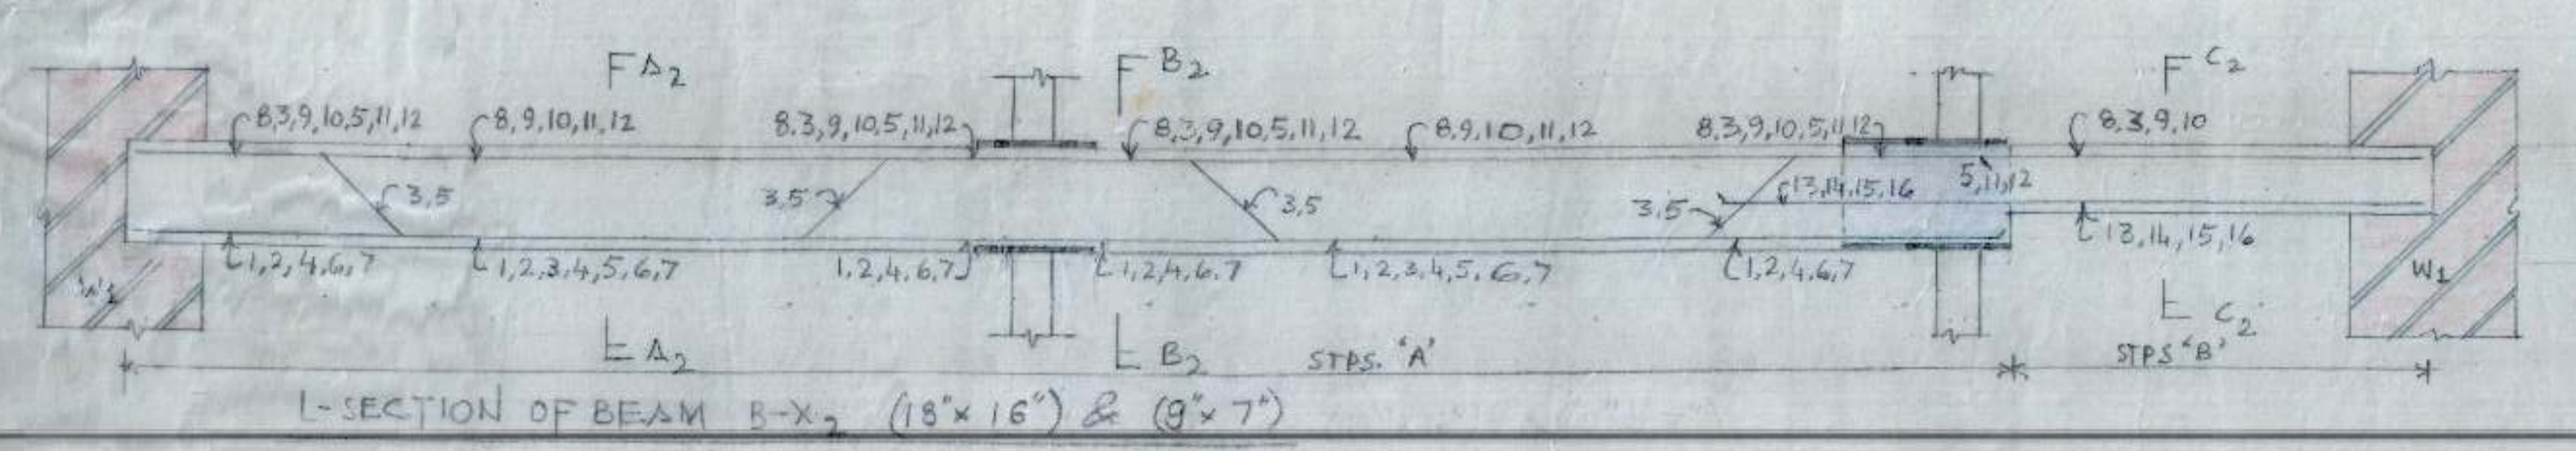 Γ A2
Γ B2
Γ C2
8,3,9,10,5,11,12
8,9,10,11,12
8,3,9,10,5,11,12
8,3,9,10,5,11,12
8,9,10,11,12
8,3,9,10,5,11,12
8,3,9,10
3,5
3,5
3,5
3,5
13,14,15,16
5,11,12
1,2,4,6,7
1,2,3,4,5,6,7
1,2,4,6,7
1,2,4,6,7
1,2,3,4,5,6,7
1,2,4,6,7
13,14,15,16
W1
W1
A2
B2
STPS. 'A'
C2
STPS 'B'
L-SECTION OF BEAM B-X2 (18"x 16") & (9"x 7")